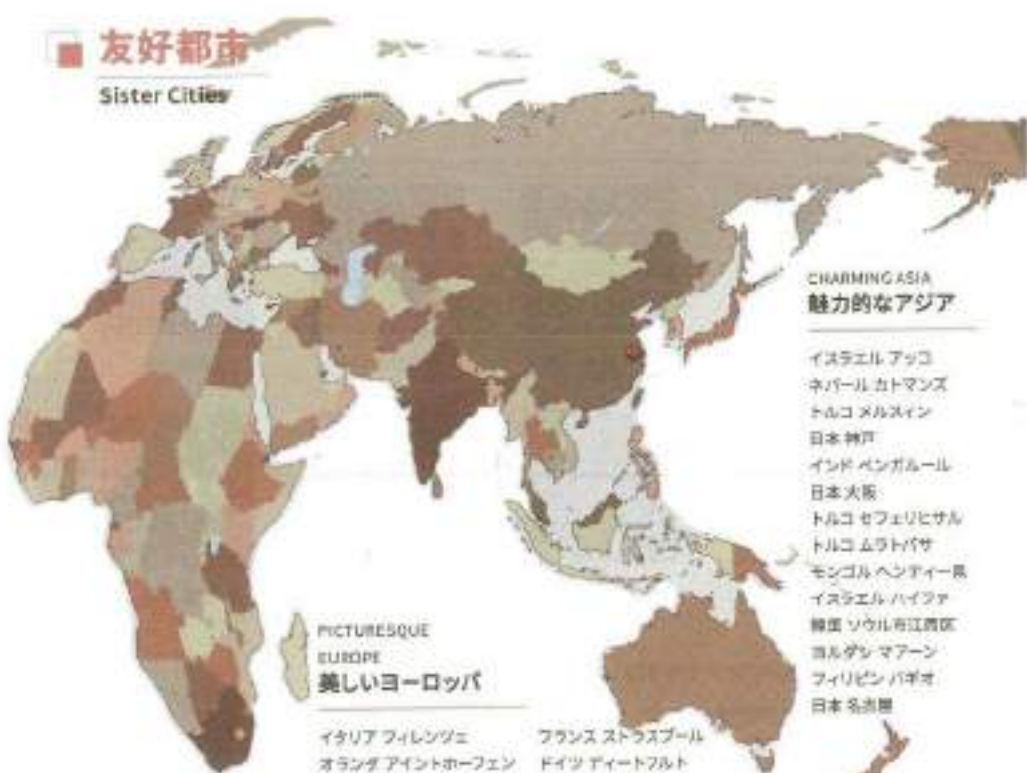 友好都市
Sister Cities
CHARMING ASIA
魅力的なアジア
イスラエル アッコ
ネパール カトマンズ
トルコ メルスィン
日本 神戸
インド ベンガルール
日本 大阪
トルコ セフェリヒサル
トルコ ムラトパサ
モンゴル ヘンティー県
イスラエル ハイファ
韓国 ソウル市江西区
ヨルダン マアーン
フィリピン バギオ
日本 名古屋
PICTURESQUE
EUROPE
美しいヨーロッパ
イタリア フィレンツェ フランス ストラスブール
オランダ アイントホーフェン ドイツ ディートフルト